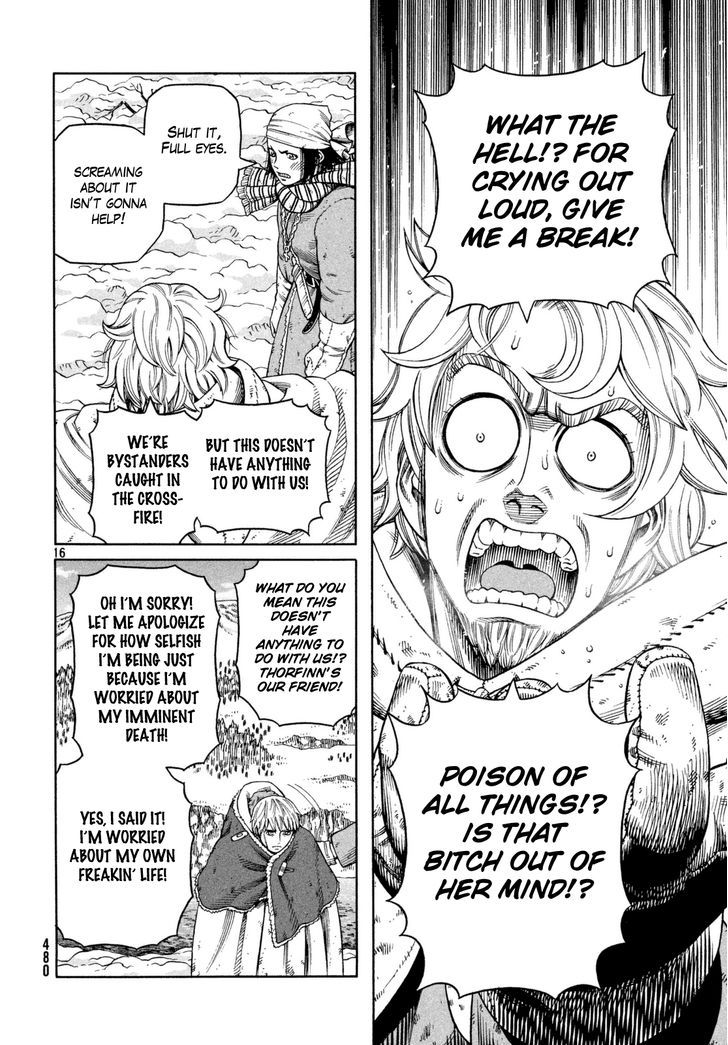 WHAT THE
HELL!? FOR
CRYING OUT
LOUD, GIVE
ME A BREAK!
POISON OF
ALL THINGS!?
IS THAT
BITCH OUT OF
HER MIND!?
SHUT IT,
FULL EYES.
SCREAMING
ABOUT IT
ISN'T GONNA
HELP!
BUT THIS DOESN'T
HAVE ANYTHING
TO DO WITH US!
WE'RE
BYSTANDERS
CAUGHT IN
THE CROSS-
FIRE!
16
WHAT DO YOU
MEAN THIS
DOESN'T
HAVE
ANYTHING TO
DO WITH US!?
THORFINN'S
OUR FRIEND!
OH I'M SORRY!
LET ME APOLOGIZE
FOR HOW SELFISH
I'M BEING JUST
BECAUSE I'M
WORRIED ABOUT
MY IMMINENT
DEATH!
YES, I SAID IT!
I'M WORRIED
ABOUT MY OWN
FREAKIN' LIFE!
480